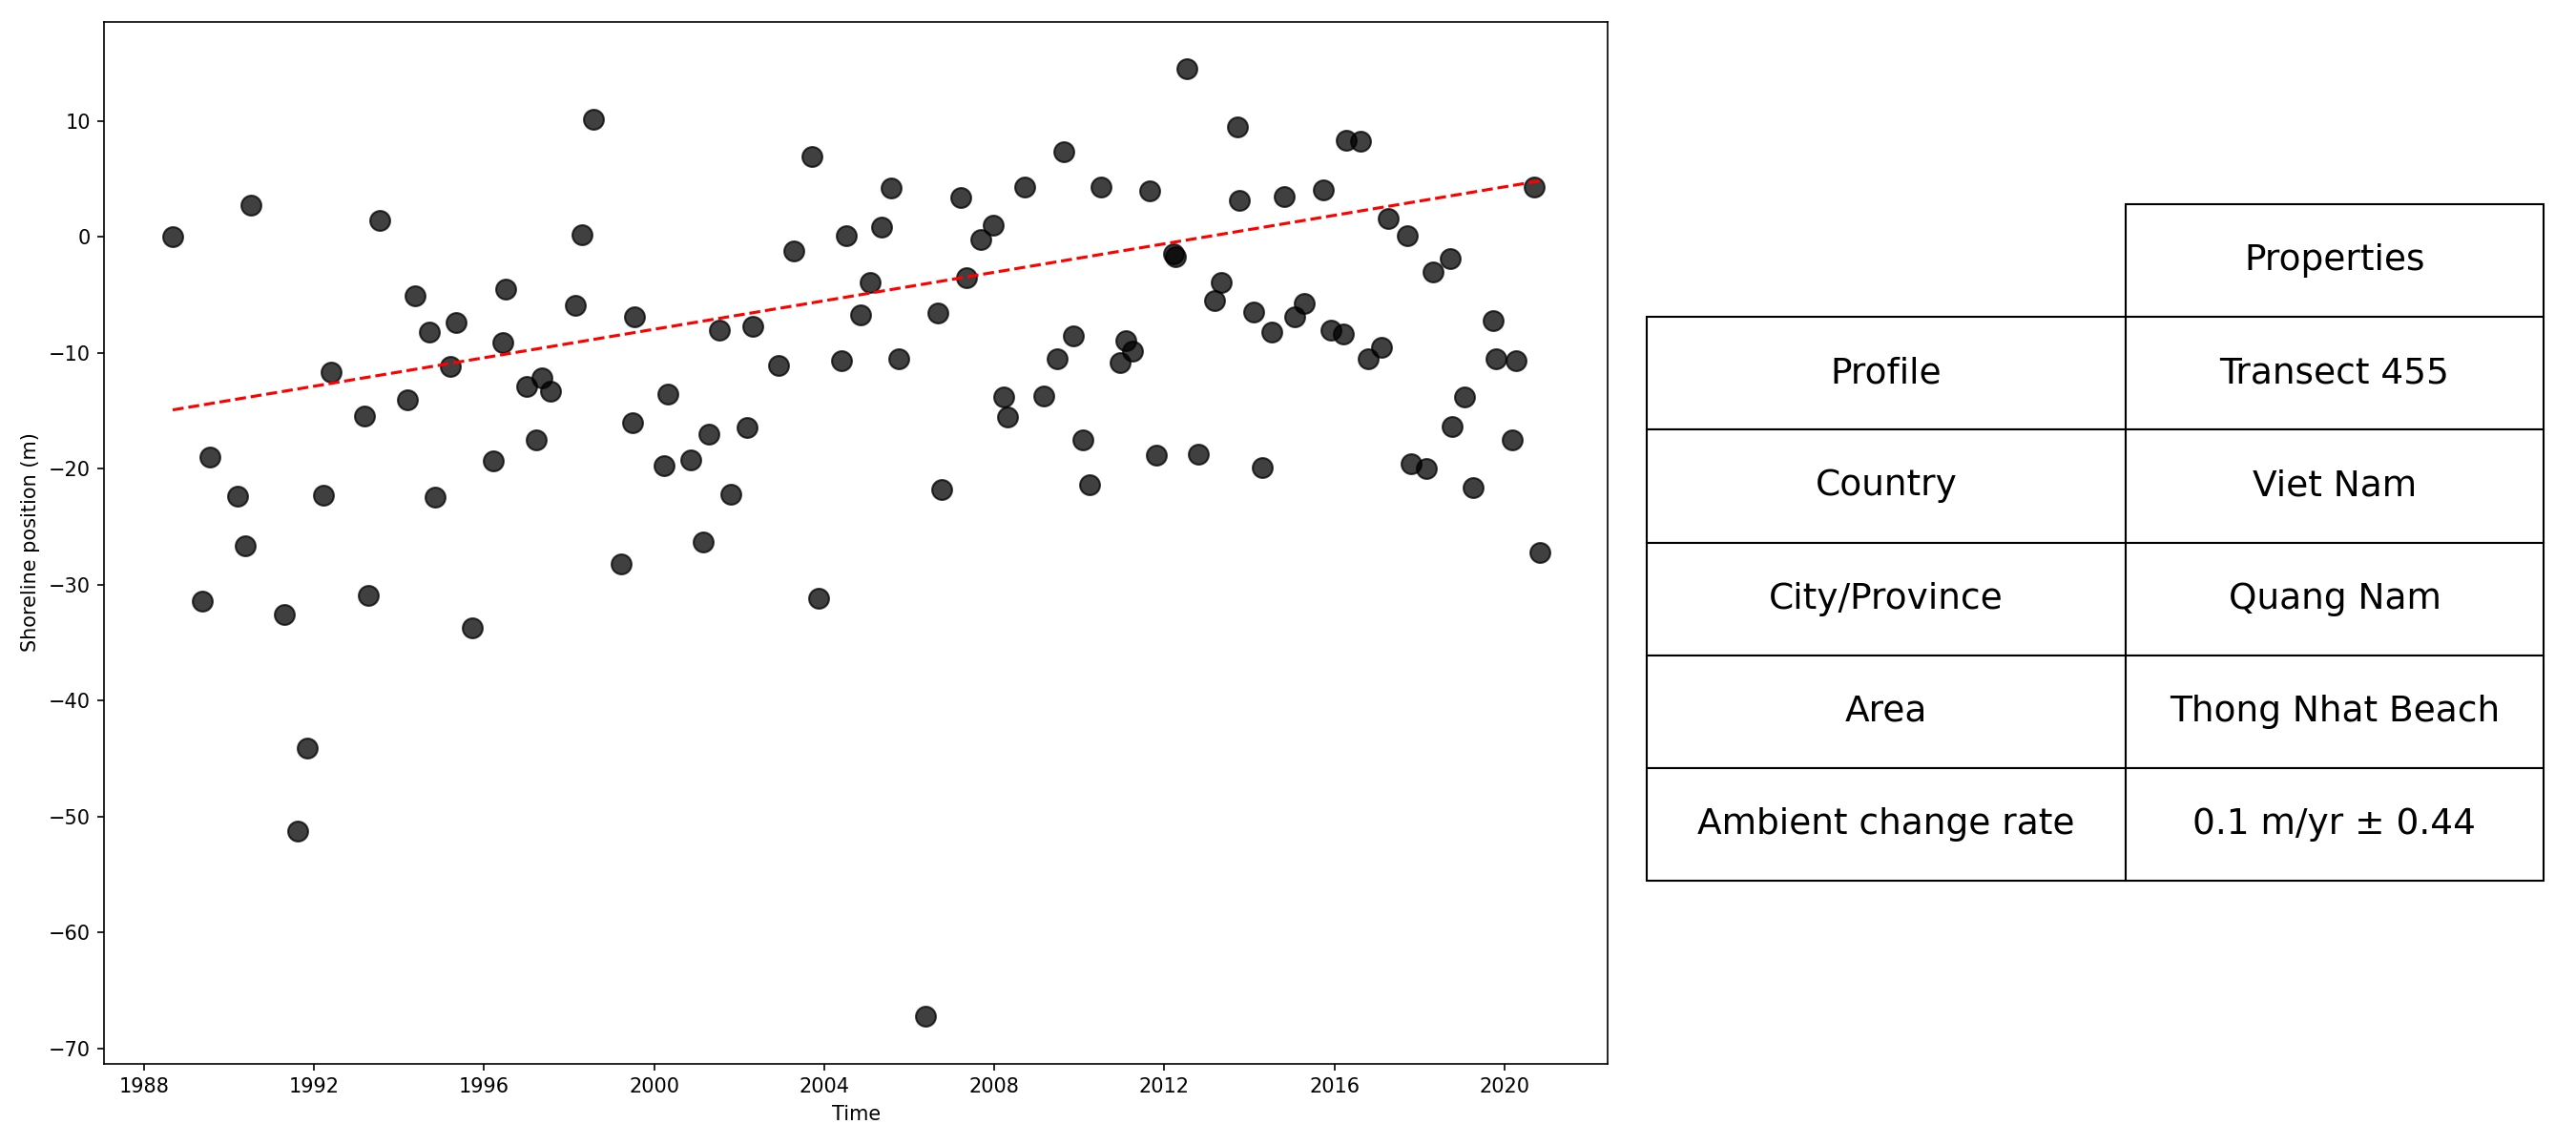 10
0
−10
−20
−30
−40
−50
−60
−70
Shoreline position (m)
1988 1992 1996 2000 2004 2008 2012 2016 2020
Time
Properties
Profile Transect 455
Country Viet Nam
City/Province Quang Nam
Area Thong Nhat Beach
Ambient change rate 0.1 m/yr ± 0.44